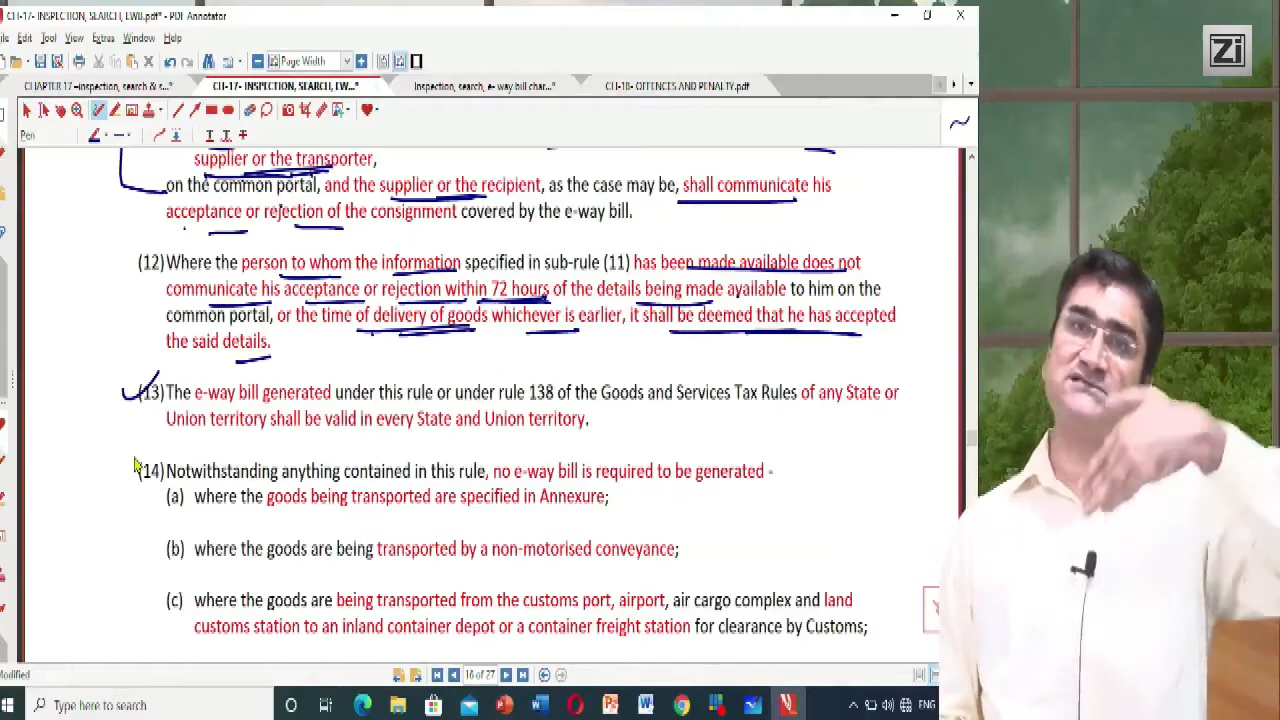 CH-17- INSPECTION, SEARCH, EWB.pdf* - PDF Annotator
Edit Tool View Extras Window Help
Page Width
CHAPTER 17 –inspection, search & s...*
CH-17- INSPECTION, SEARCH, EW...*
Inspection, search, e- way bill char...*
CH-18- OFFENCES AND PENALTY.pdf
Pen
Zi
supplier or the transporter,
on the common portal, and the supplier or the recipient, as the case may be, shall communicate his
acceptance or rejection of the consignment covered by the e-way bill.
(12) Where the person to whom the information specified in sub-rule (11) has been made available does not
communicate his acceptance or rejection within 72 hours of the details being made available to him on the
common portal, or the time of delivery of goods whichever is earlier, it shall be deemed that he has accepted
the said details.
(13) The e-way bill generated under this rule or under rule 138 of the Goods and Services Tax Rules of any State or
Union territory shall be valid in every State and Union territory.
(14) Notwithstanding anything contained in this rule, no e-way bill is required to be generated -
(a) where the goods being transported are specified in Annexure;
(b) where the goods are being transported by a non-motorised conveyance;
(c) where the goods are being transported from the customs port, airport, air cargo complex and land
customs station to an inland container depot or a container freight station for clearance by Customs;
Modified
16 of 27
Type here to search
ENG